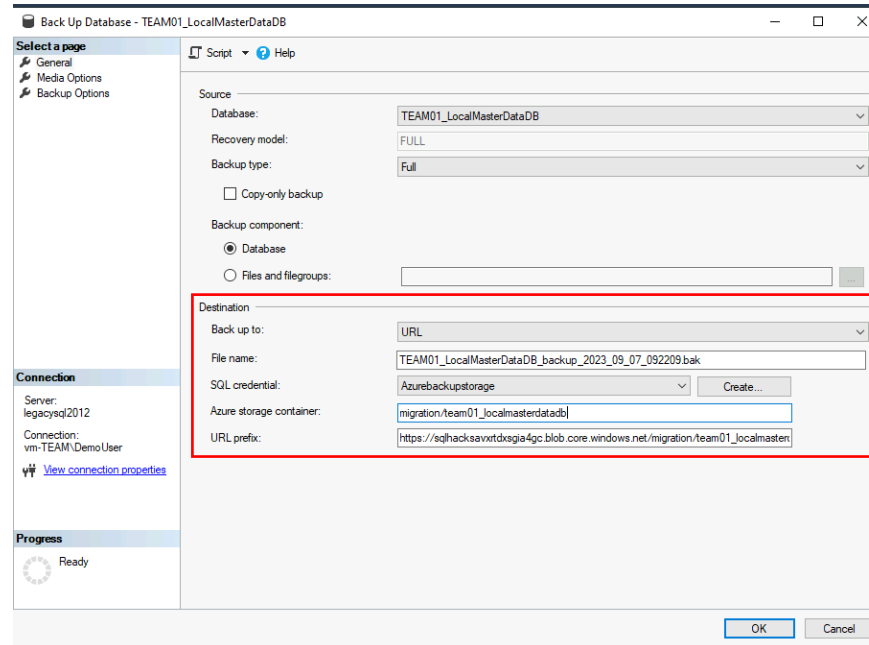 Back Up Database - TEAM01_LocalMasterDataDB
Select a page
General
Media Options
Backup Options
Script
Help
Source
Database:
TEAM01_LocalMasterDataDB
Recovery model:
FULL
Backup type:
Full
Copy-only backup
Backup component:
Database
Files and filegroups:
...
Destination
Back up to:
URL
File name:
TEAM01_LocalMasterDataDB_backup_2023_09_07_092209.bak
SQL credential:
Azurebackupstorage
Create...
Azure storage container:
migration/team01_localmasterdatadb
URL prefix:
https://sqlhacksavxrtdxsgia4gc.blob.core.windows.net/migration/team01_localmaster
Connection
Server:
legacysql2012
Connection:
vm-TEAM\DemoUser
View connection properties
Progress
Ready
OK
Cancel